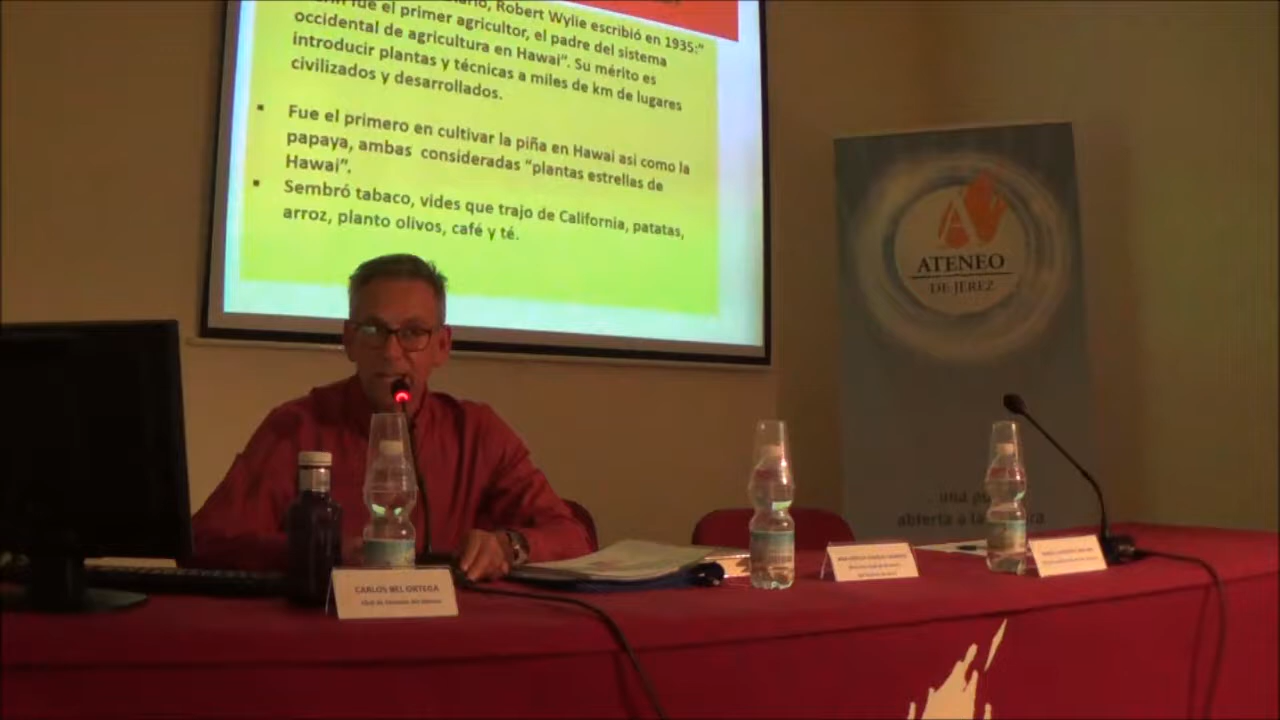 Robert Wylie escribió en 1935:"
fue el primer agricultor, el padre del sistema
occidental de agricultura en Hawai". Su mérito es
introducir plantas y técnicas a miles de km de lugares
civilizados y desarrollados.
▪ Fue el primero en cultivar la piña en Hawai asi como la
papaya, ambas consideradas "plantas estrellas de
Hawai".
▪ Sembró tabaco, vides que trajo de California, patatas,
arroz, planto olivos, café y té.
A
ATENEO
DE JEREZ
una
abierta a la
CARLOS BEL ORTEGA